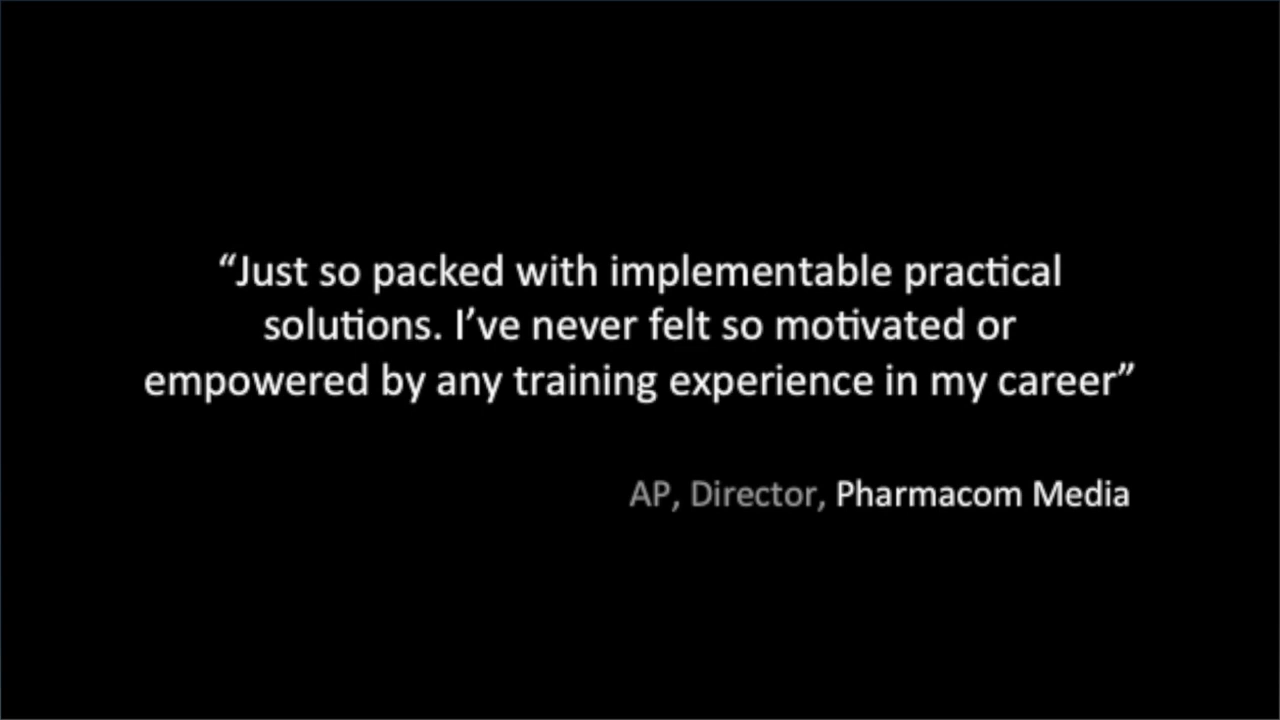 “Just so packed with implementable practical
solutions. I’ve never felt so motivated or
empowered by any training experience in my career”
AP, Director, Pharmacom Media